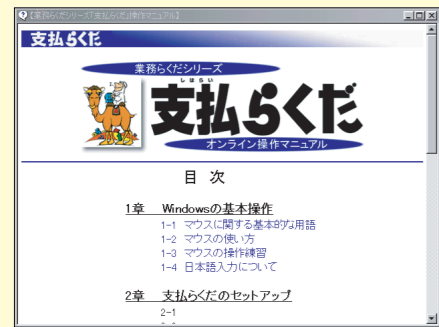 【業務らくだシリーズ『支払らくだ』操作マニュアル】
支払らくだ
業務らくだシリーズ
しはらい
支払らくだ
オンライン操作マニュアル
目 次
1章 Windowsの基本操作
1-1 マウスに関する基本的な用語
1-2 マウスの使い方
1-3 マウスの操作練習
1-4 日本語入力について
2章 支払らくだのセットアップ
2-1